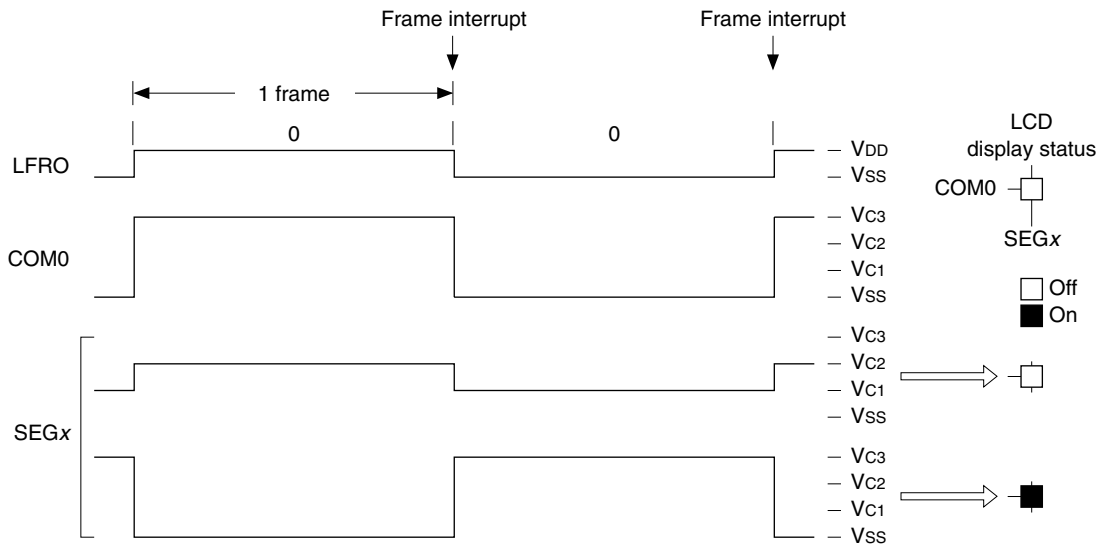 Frame interrupt Frame interrupt
1 frame
0 0
LCD
display status
LFRO
VDD
VSS
COM0
SEGx
COM0
VC3
VC2
VC1
VSS
Off
On
SEGx
VC3
VC2
VC1
VSS
VC3
VC2
VC1
VSS